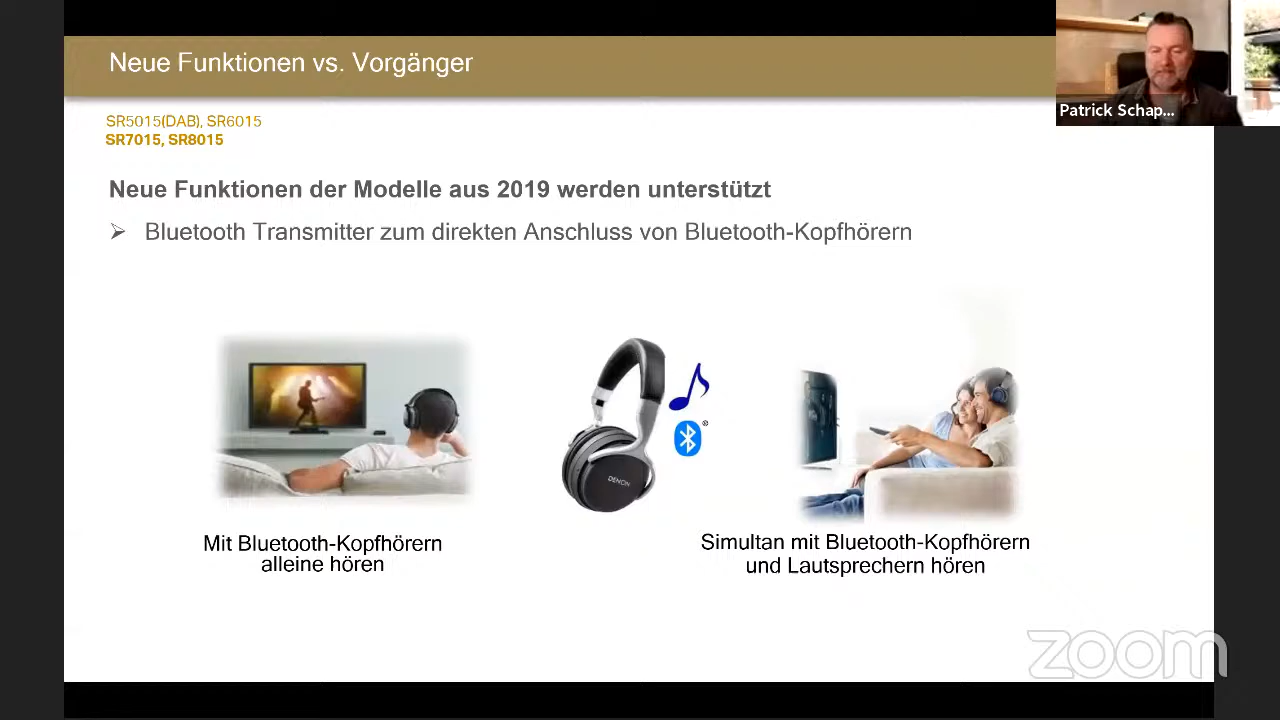 Neue Funktionen vs. Vorgänger
Patrick Schap...
SR5015(DAB), SR6015
SR7015, SR8015
Neue Funktionen der Modelle aus 2019 werden unterstützt
➢ Bluetooth Transmitter zum direkten Anschluss von Bluetooth-Kopfhörern
®
DENON
Mit Bluetooth-Kopfhörern
alleine hören
Simultan mit Bluetooth-Kopfhörern
und Lautsprechern hören
zoom